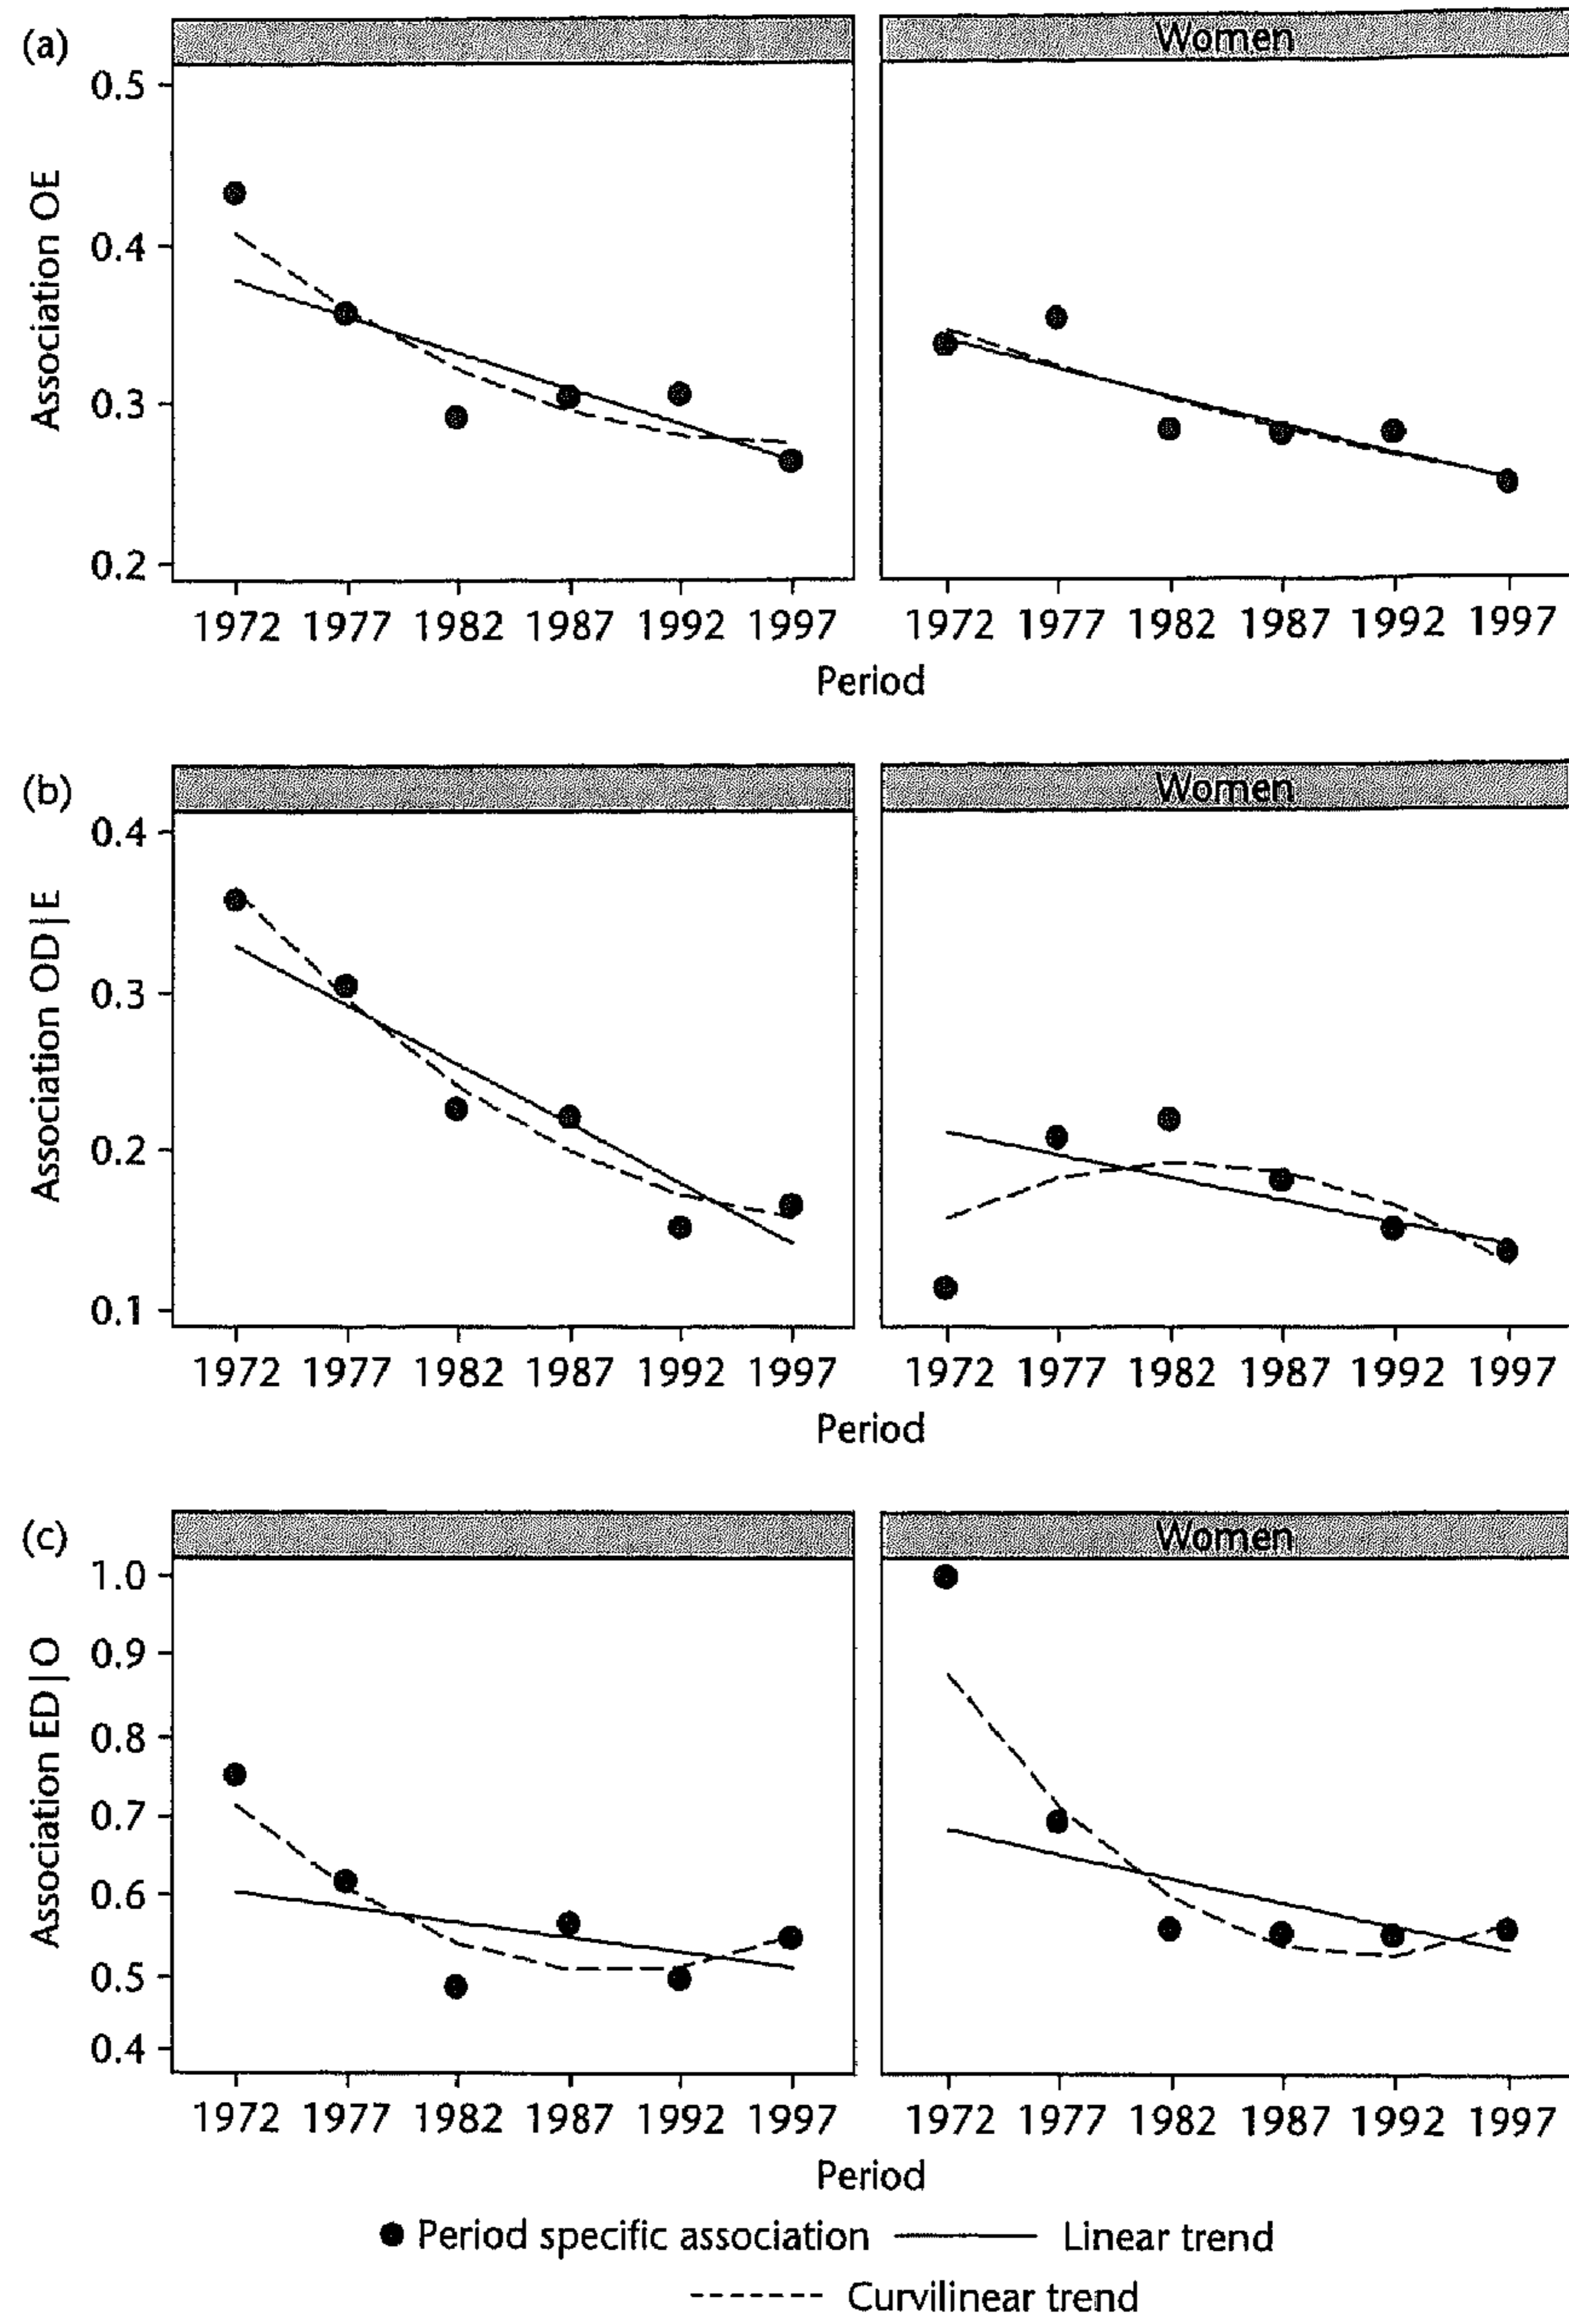 (a)
Women
0.5
0.4
0.3
0.2
Association OE
1972 1977 1982 1987 1992 1997
1972 1977 1982 1987 1992 1997
Period
(b)
Women
0.4
0.3
0.2
0.1
Association OD|E
1972 1977 1982 1987 1992 1997
1972 1977 1982 1987 1992 1997
Period
(c)
Women
1.0
0.9
0.8
0.7
0.6
0.5
0.4
Association ED|O
1972 1977 1982 1987 1992 1997
1972 1977 1982 1987 1992 1997
Period
Period specific association
Linear trend
Curvilinear trend